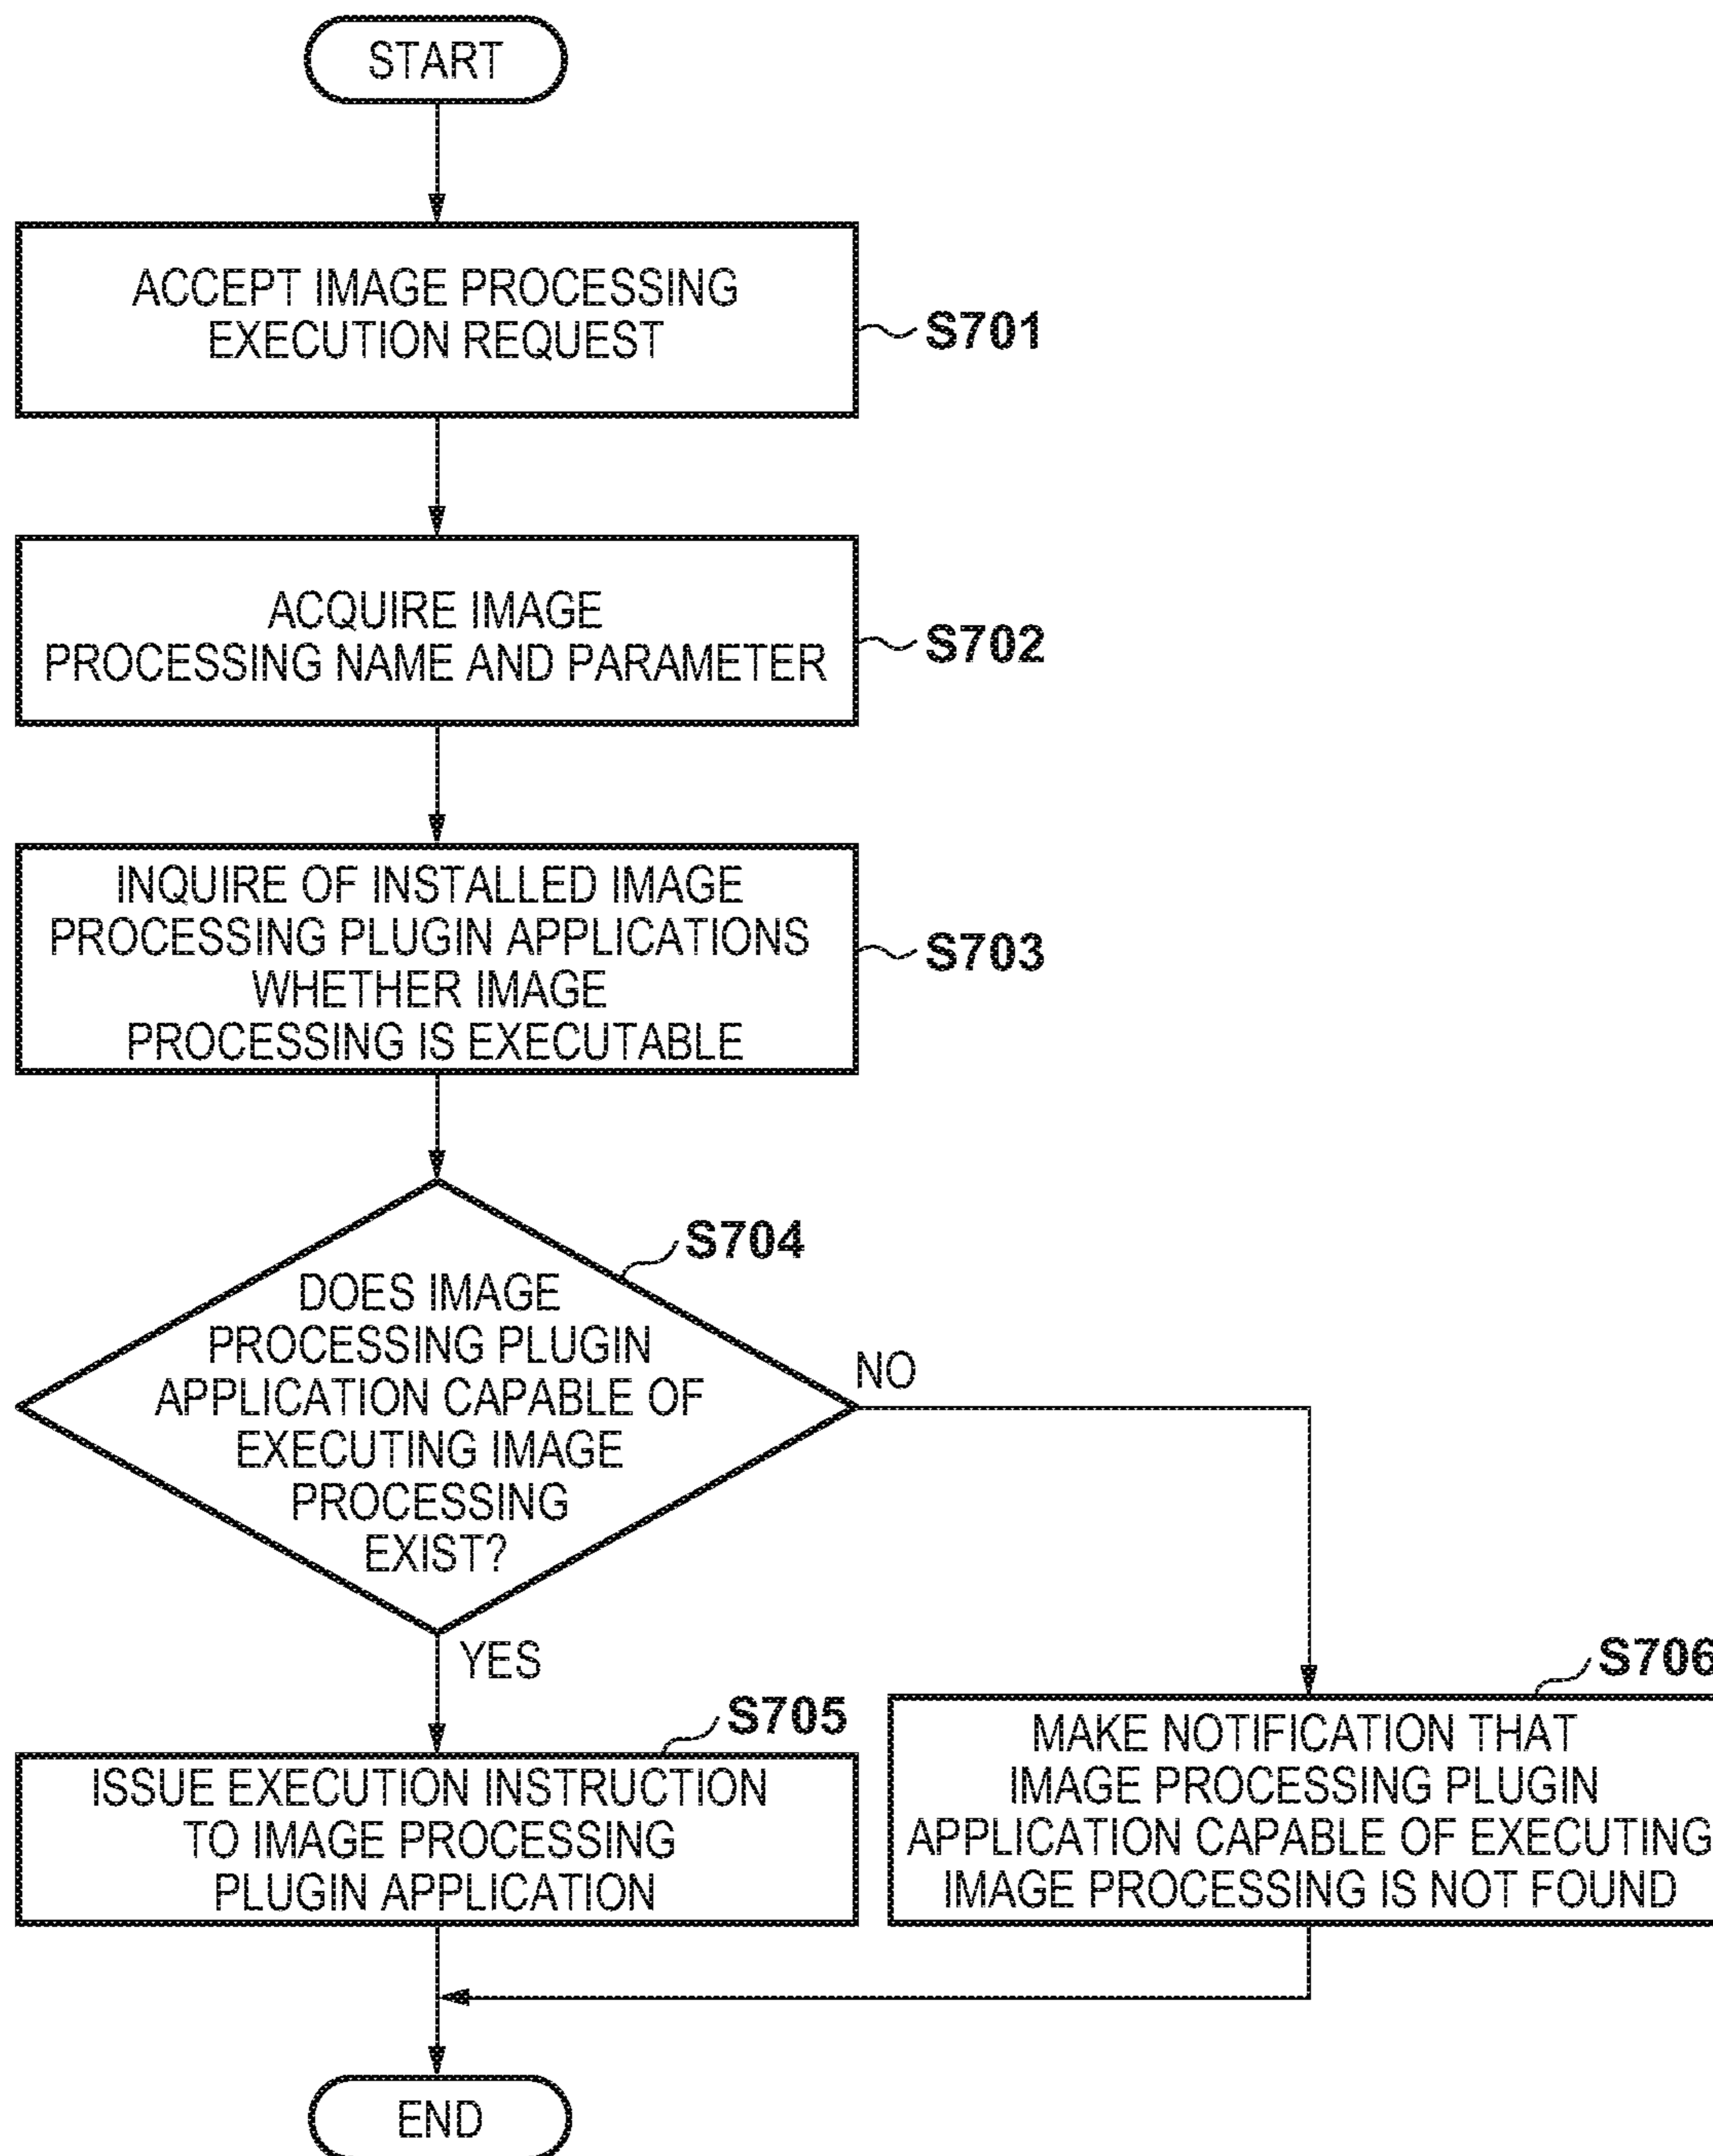 START
ACCEPT IMAGE PROCESSING
EXECUTION REQUEST
S701
ACQUIRE IMAGE
PROCESSING NAME AND PARAMETER
S702
INQUIRE OF INSTALLED IMAGE
PROCESSING PLUGIN APPLICATIONS
WHETHER IMAGE
PROCESSING IS EXECUTABLE
S703
S704
DOES IMAGE
PROCESSING PLUGIN
APPLICATION CAPABLE OF
EXECUTING IMAGE
PROCESSING
EXIST?
NO
YES
S705
ISSUE EXECUTION INSTRUCTION
TO IMAGE PROCESSING
PLUGIN APPLICATION
S706
MAKE NOTIFICATION THAT
IMAGE PROCESSING PLUGIN
APPLICATION CAPABLE OF EXECUTING
IMAGE PROCESSING IS NOT FOUND
END